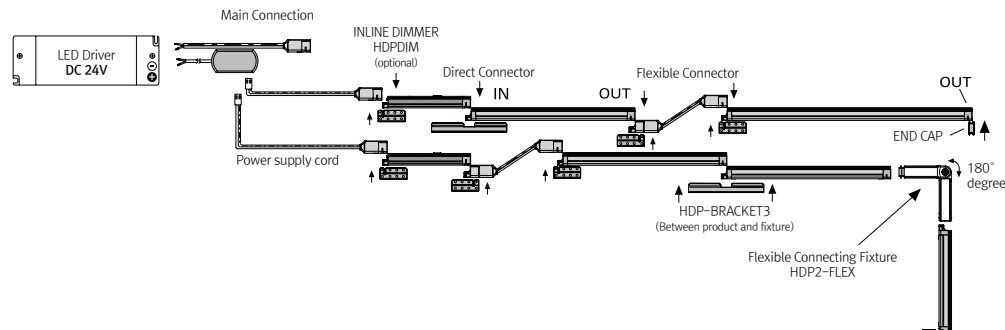 Main Connection
LED Driver
DC 24V
INLINE DIMMER
HDPDIM
(optional)
Direct Connector
Flexible Connector
IN
OUT
OUT
END CAP
Power supply cord
180°
degree
HDP-BRACKET3
(Between product and fixture)
Flexible Connecting Fixture
HDP2-FLEX